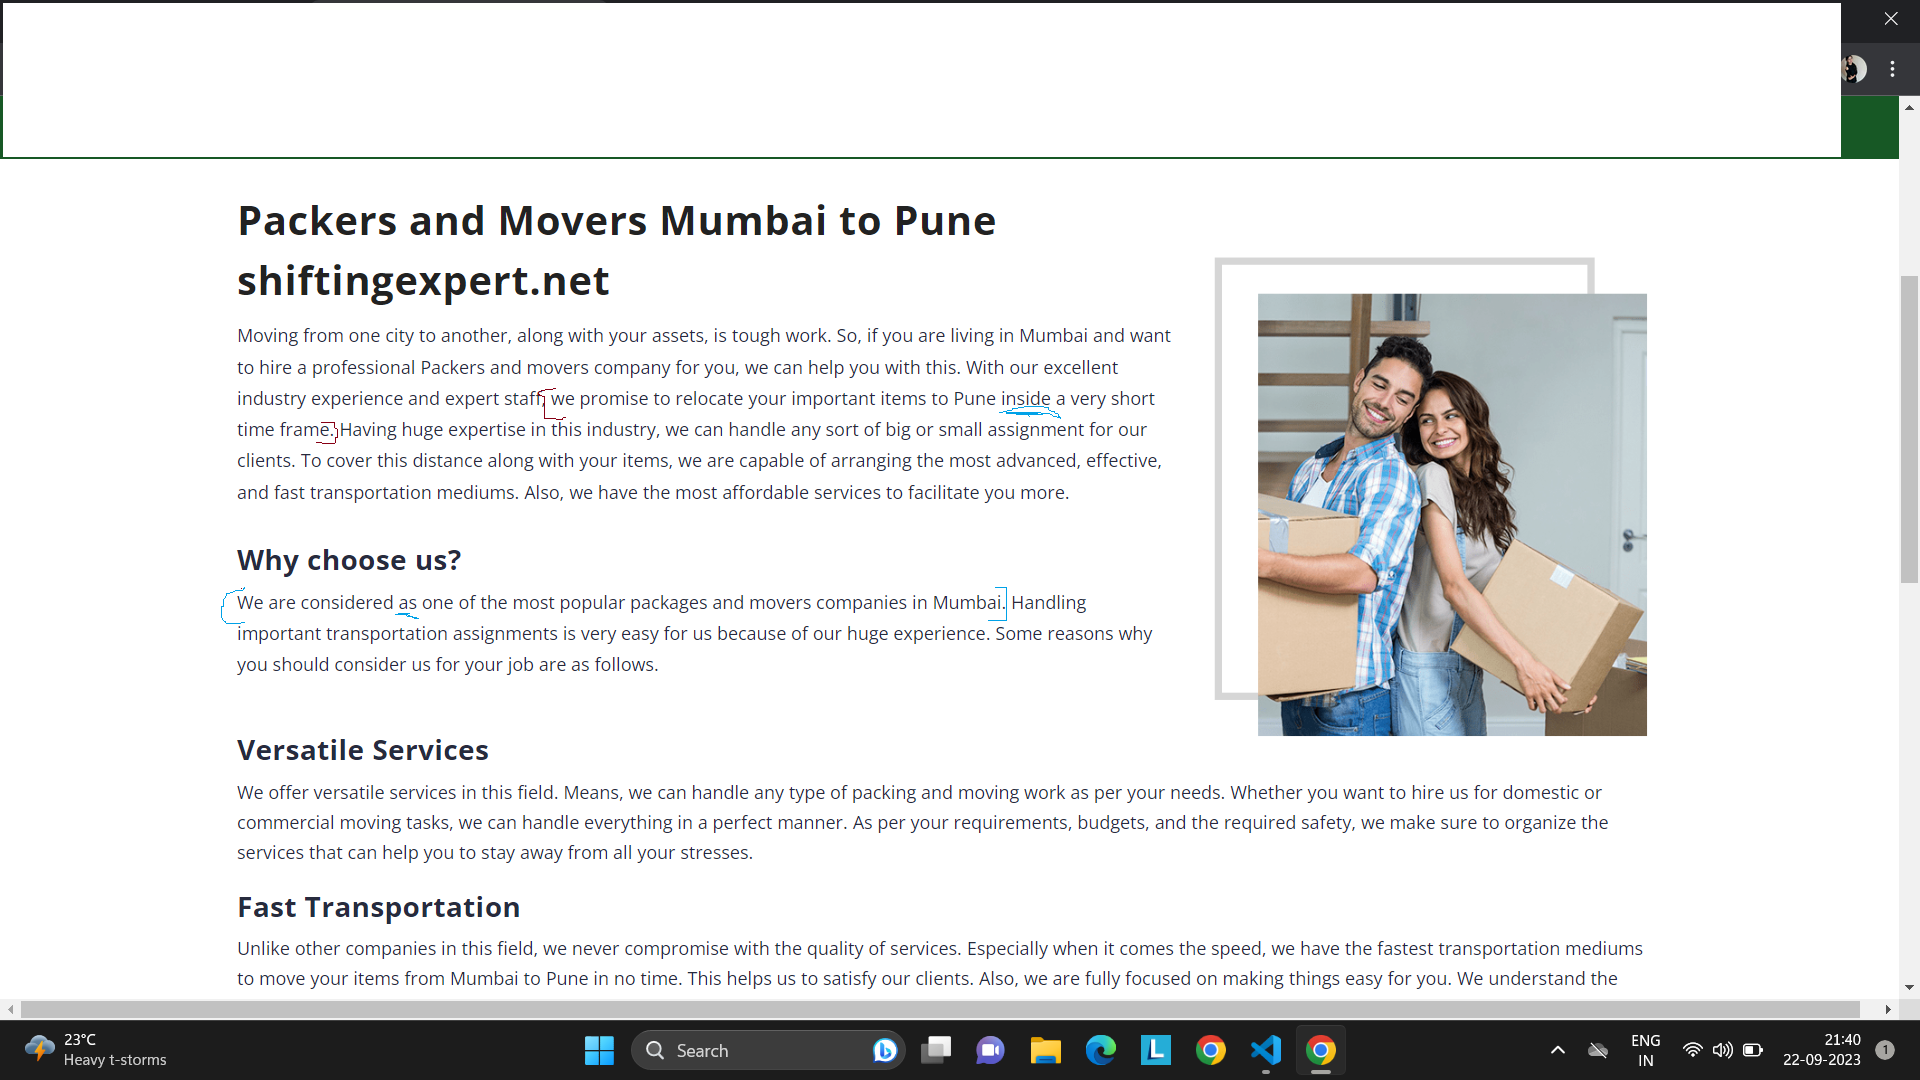 Packers and Movers Mumbai to Pune
shiftingexpert.net
Moving from one city to another, along with your assets, is tough work. So, if you are living in Mumbai and want
to hire a professional Packers and movers company for you, we can help you with this. With our excellent
industry experience and expert staff, we promise to relocate your important items to Pune inside a very short
time frame. Having huge expertise in this industry, we can handle any sort of big or small assignment for our
clients. To cover this distance along with your items, we are capable of arranging the most advanced, effective,
and fast transportation mediums. Also, we have the most affordable services to facilitate you more.
Why choose us?
We are considered as one of the most popular packages and movers companies in Mumbai. Handling
important transportation assignments is very easy for us because of our huge experience. Some reasons why
you should consider us for your job are as follows.
Versatile Services
We offer versatile services in this field. Means, we can handle any type of packing and moving work as per your needs. Whether you want to hire us for domestic or
commercial moving tasks, we can handle everything in a perfect manner. As per your requirements, budgets, and the required safety, we make sure to organize the
services that can help you to stay away from all your stresses.
Fast Transportation
Unlike other companies in this field, we never compromise with the quality of services. Especially when it comes the speed, we have the fastest transportation mediums
to move your items from Mumbai to Pune in no time. This helps us to satisfy our clients. Also, we are fully focused on making things easy for you. We understand the
23°C
Heavy t-storms
Search
L
ENG
IN
21:40
22-09-2023
1